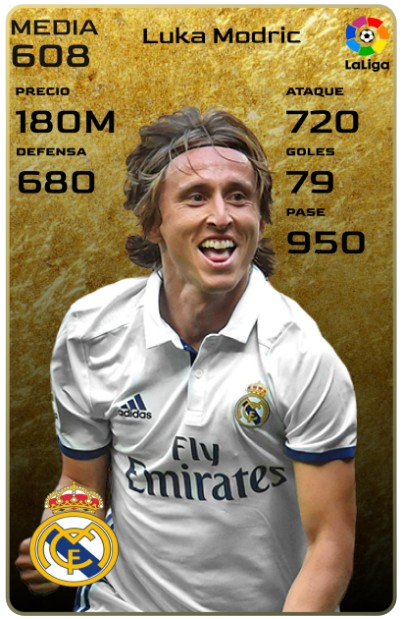 MEDIA
608
Luka Modric
LaLiga
PRECIO
180M
DEFENSA
680
ATAQUE
720
GOLES
79
PASE
950
adidas
Fly
Emirates